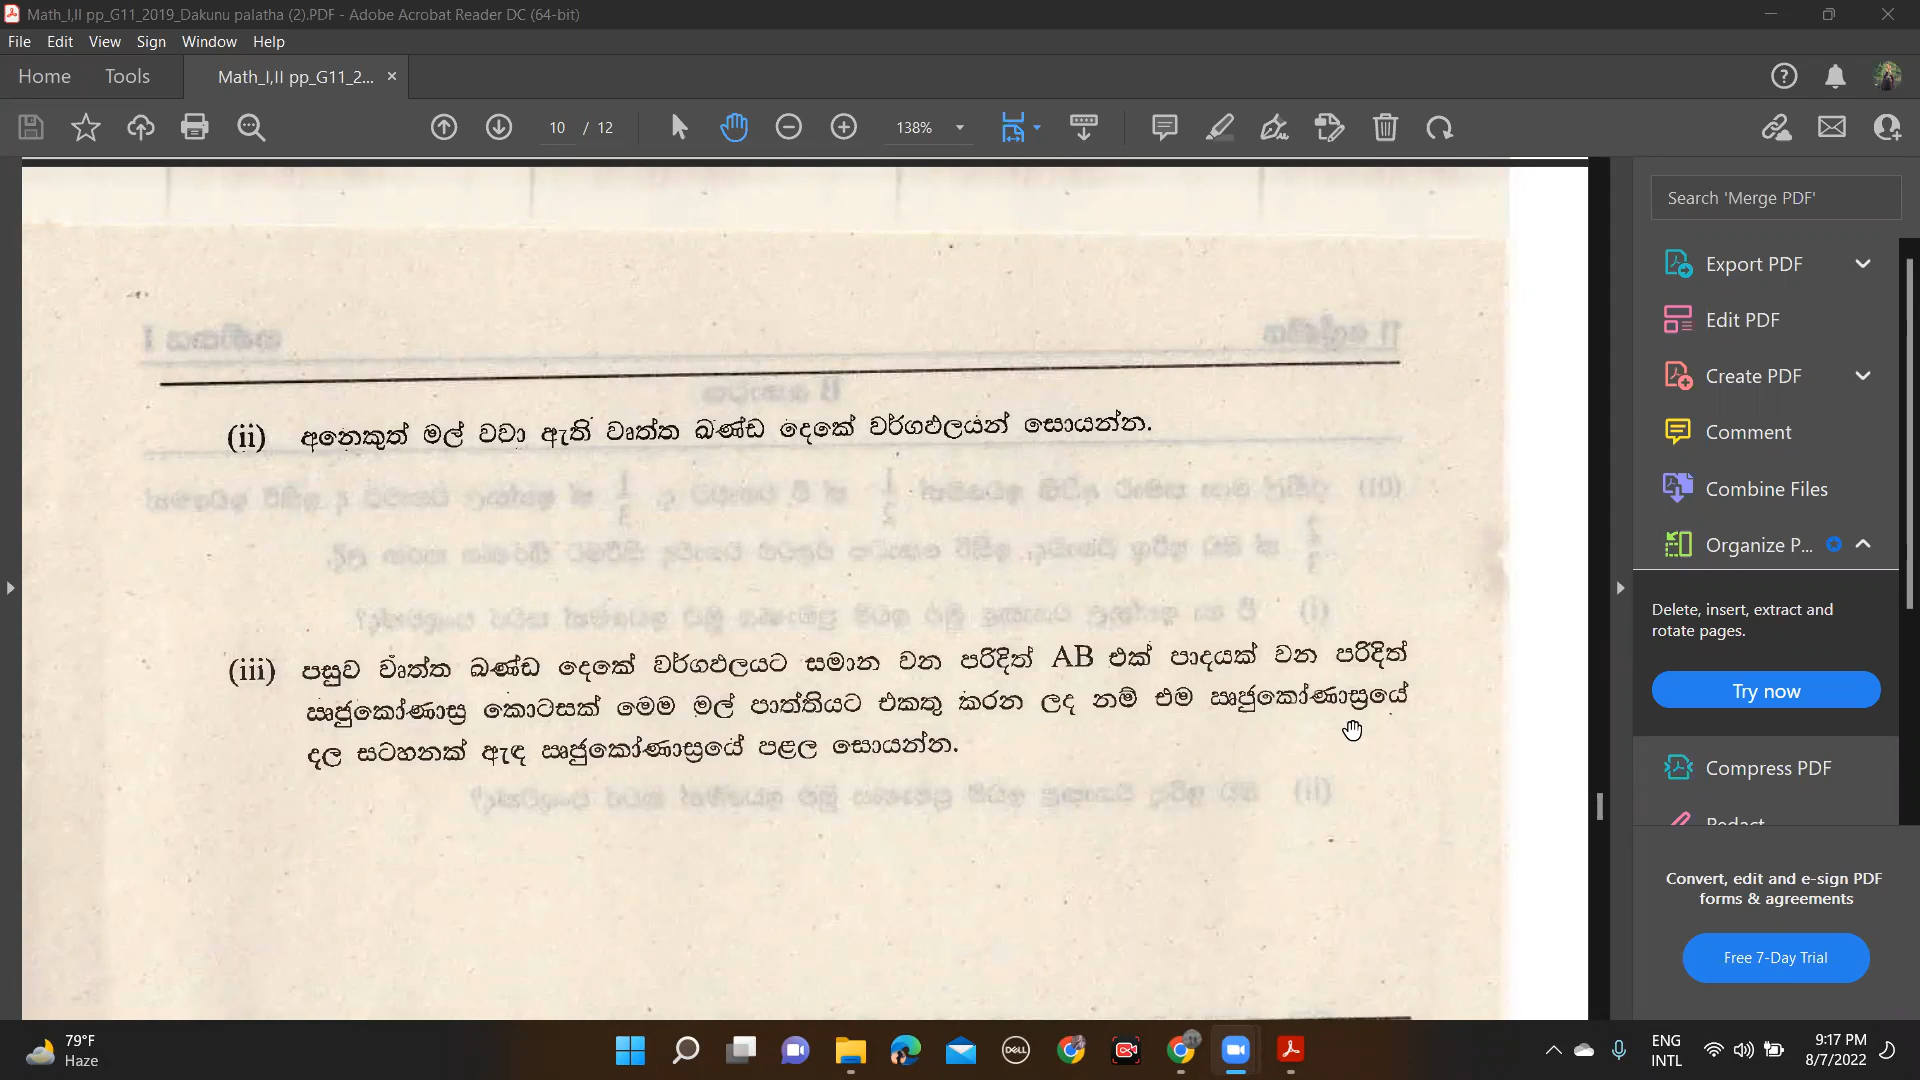 Math_I,II pp_G11_2019_Dakunu palatha (2).PDF - Adobe Acrobat Reader DC (64-bit)
File Edit View Sign Window Help
Home Tools Math_I,II pp_G11_2... ×
10 / 12 138%
Search 'Merge PDF'
Export PDF
Edit PDF
Create PDF
Comment
Combine Files
Organize P...
Delete, insert, extract and
rotate pages.
Try now
Compress PDF
Redact
Convert, edit and e-sign PDF
forms & agreements
Free 7-Day Trial
(ii) අනෙකුත් මල් වවා ඇති වෘත්ත ඛණ්ඩ දෙකේ වර්ගඵලයන් සොයන්න.
(iii) පසුව වෘත්ත ඛණ්ඩ දෙකේ වර්ගඵලයට සමාන වන පරිදිත් AB එක් පාදයක් වන පරිදිත්
ඍජුකෝණාස්‍ර කොටසක් මෙම මල් පාත්තියට එකතු කරන ලද නම් එම ඍජුකෝණාස්‍රයේ
දල සටහනක් ඇඳ ඍජුකෝණාස්‍රයේ පළල සොයන්න.
79°F
Haze
DELL
ENG
INTL
9:17 PM
8/7/2022